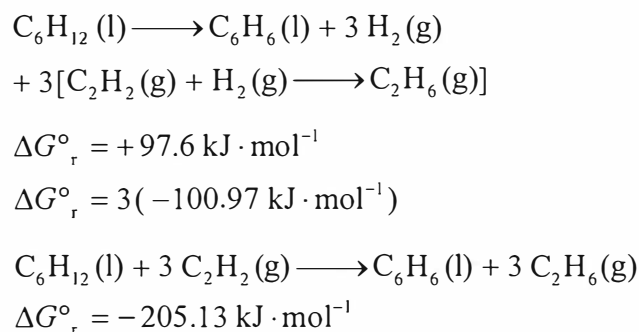 C₆H₁₂(l) ⟶ C₆H₆(l) + 3 H₂(g)
+ 3[C₂H₂(g) + H₂(g) ⟶ C₂H₆(g)]
ΔG°ᵣ = +97.6 kJ·mol⁻¹
ΔG°ᵣ = 3(−100.97 kJ·mol⁻¹)
C₆H₁₂(l) + 3 C₂H₂(g) ⟶ C₆H₆(l) + 3 C₂H₆(g)
ΔG°ᵣ = −205.13 kJ·mol⁻¹